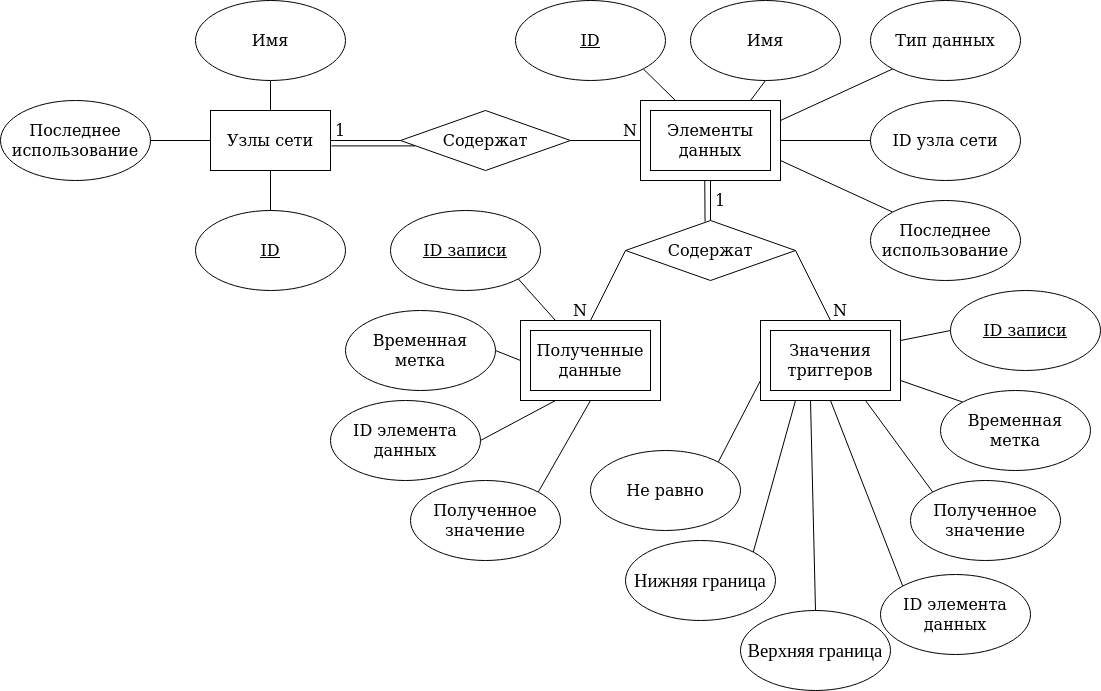 Имя
ID
Имя
Тип данных
Последнее
использование
Узлы сети
1
Содержат
N
Элементы
данных
ID узла сети
1
ID
ID записи
Содержат
Последнее
использование
N
N
Временная
метка
Полученные
данные
Значения
триггеров
ID записи
ID элемента
данных
Временная
метка
Полученное
значение
Не равно
Полученное
значение
Нижняя граница
ID элемента
данных
Верхняя граница